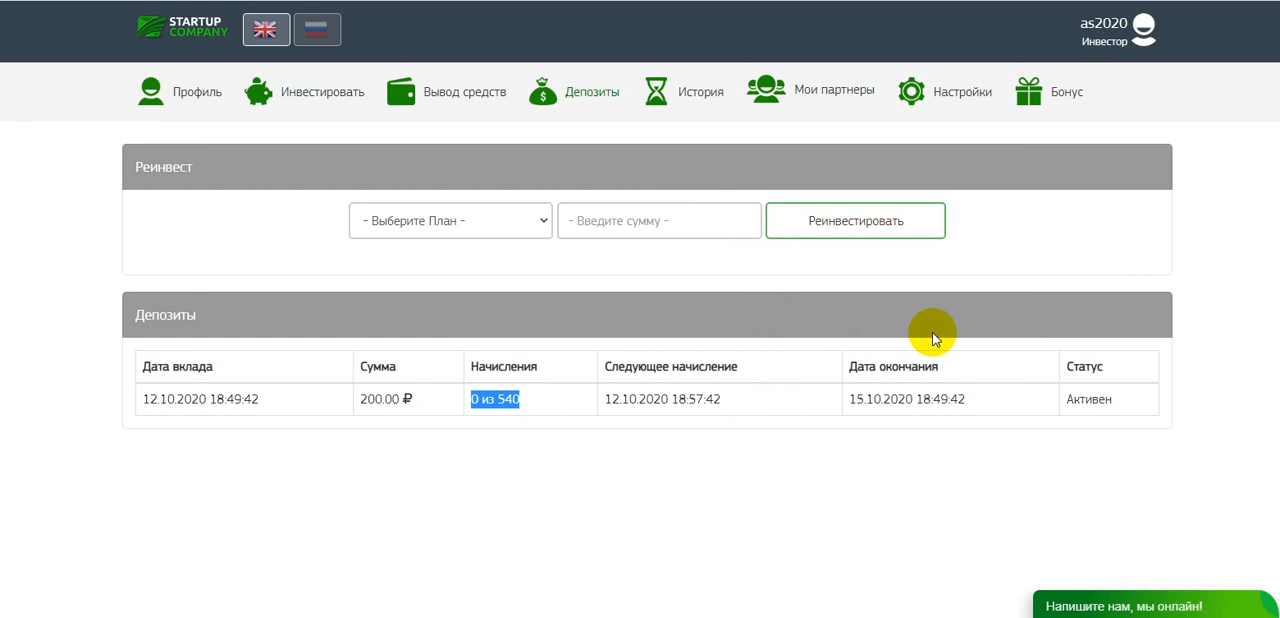 STARTUP
COMPANY
as2020
Инвестор
Профиль Инвестировать Вывод средств Депозиты История Мои партнеры Настройки Бонус
Реинвест
- Выберите План - - Введите сумму - Реинвестировать
Депозиты
Дата вклада Сумма Начисления Следующее начисление Дата окончания Статус
12.10.2020 18:49:42 200.00 ₽ 0 из 540 12.10.2020 18:57:42 15.10.2020 18:49:42 Активен
Напишите нам, мы онлайн!